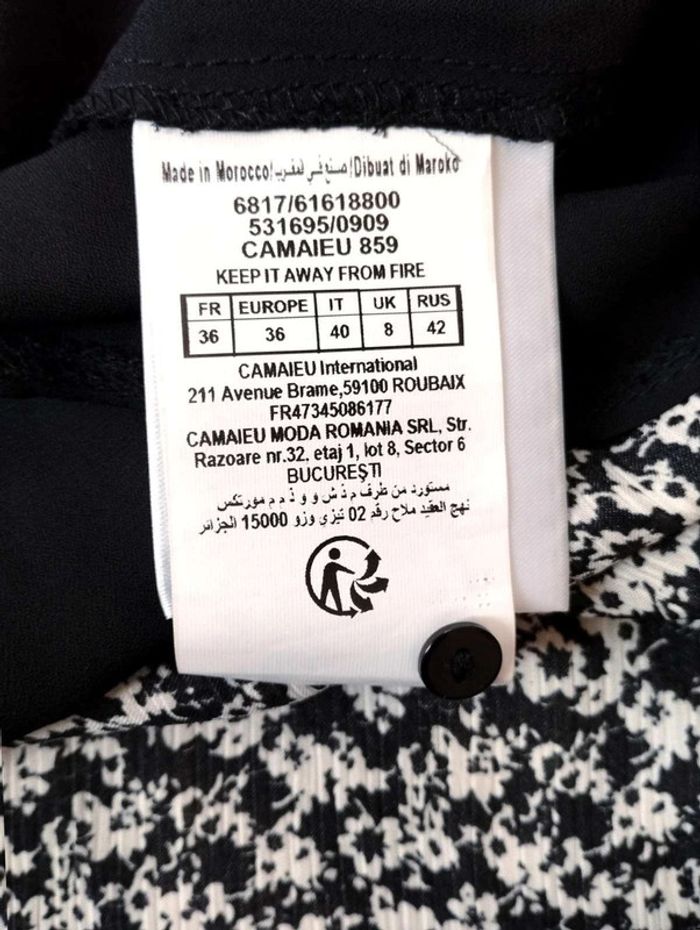 Made in Morocco/صنع في المغرب/Dibuat di Maroko
6817/61618800
531695/0909
CAMAIEU 859
KEEP IT AWAY FROM FIRE
FR EUROPE IT UK RUS
36 36 40 8 42
CAMAIEU International
211 Avenue Brame,59100 ROUBAIX
FR47345086177
CAMAIEU MODA ROMANIA SRL, Str.
Razoare nr.32, etaj 1, lot 8, Sector 6
BUCUREŞTI
مستورد من طرف م ذ ش و و ذ م م مورتكس
نهج العقيد ملاح رقم 02 تيزي وزو 15000 الجزائر